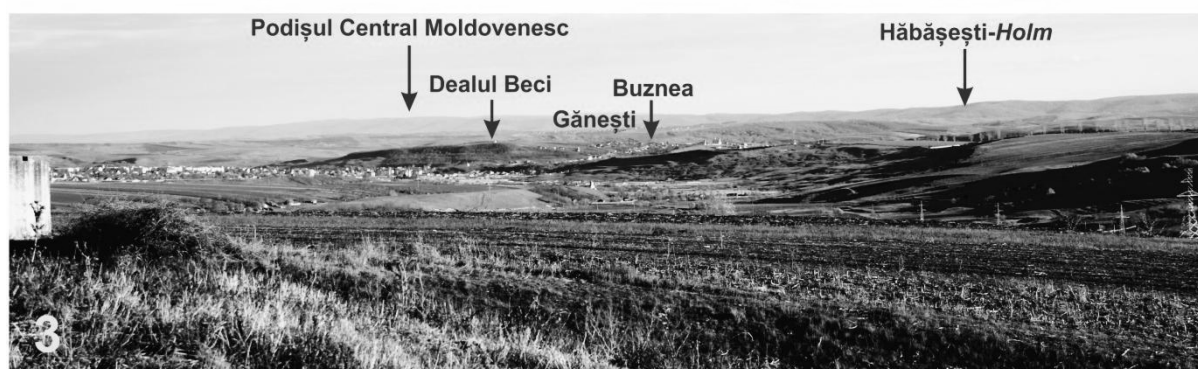 Podișul Central Moldovenesc
Hăbășești-Holm
Dealul Beci
Buznea
Gănești
3